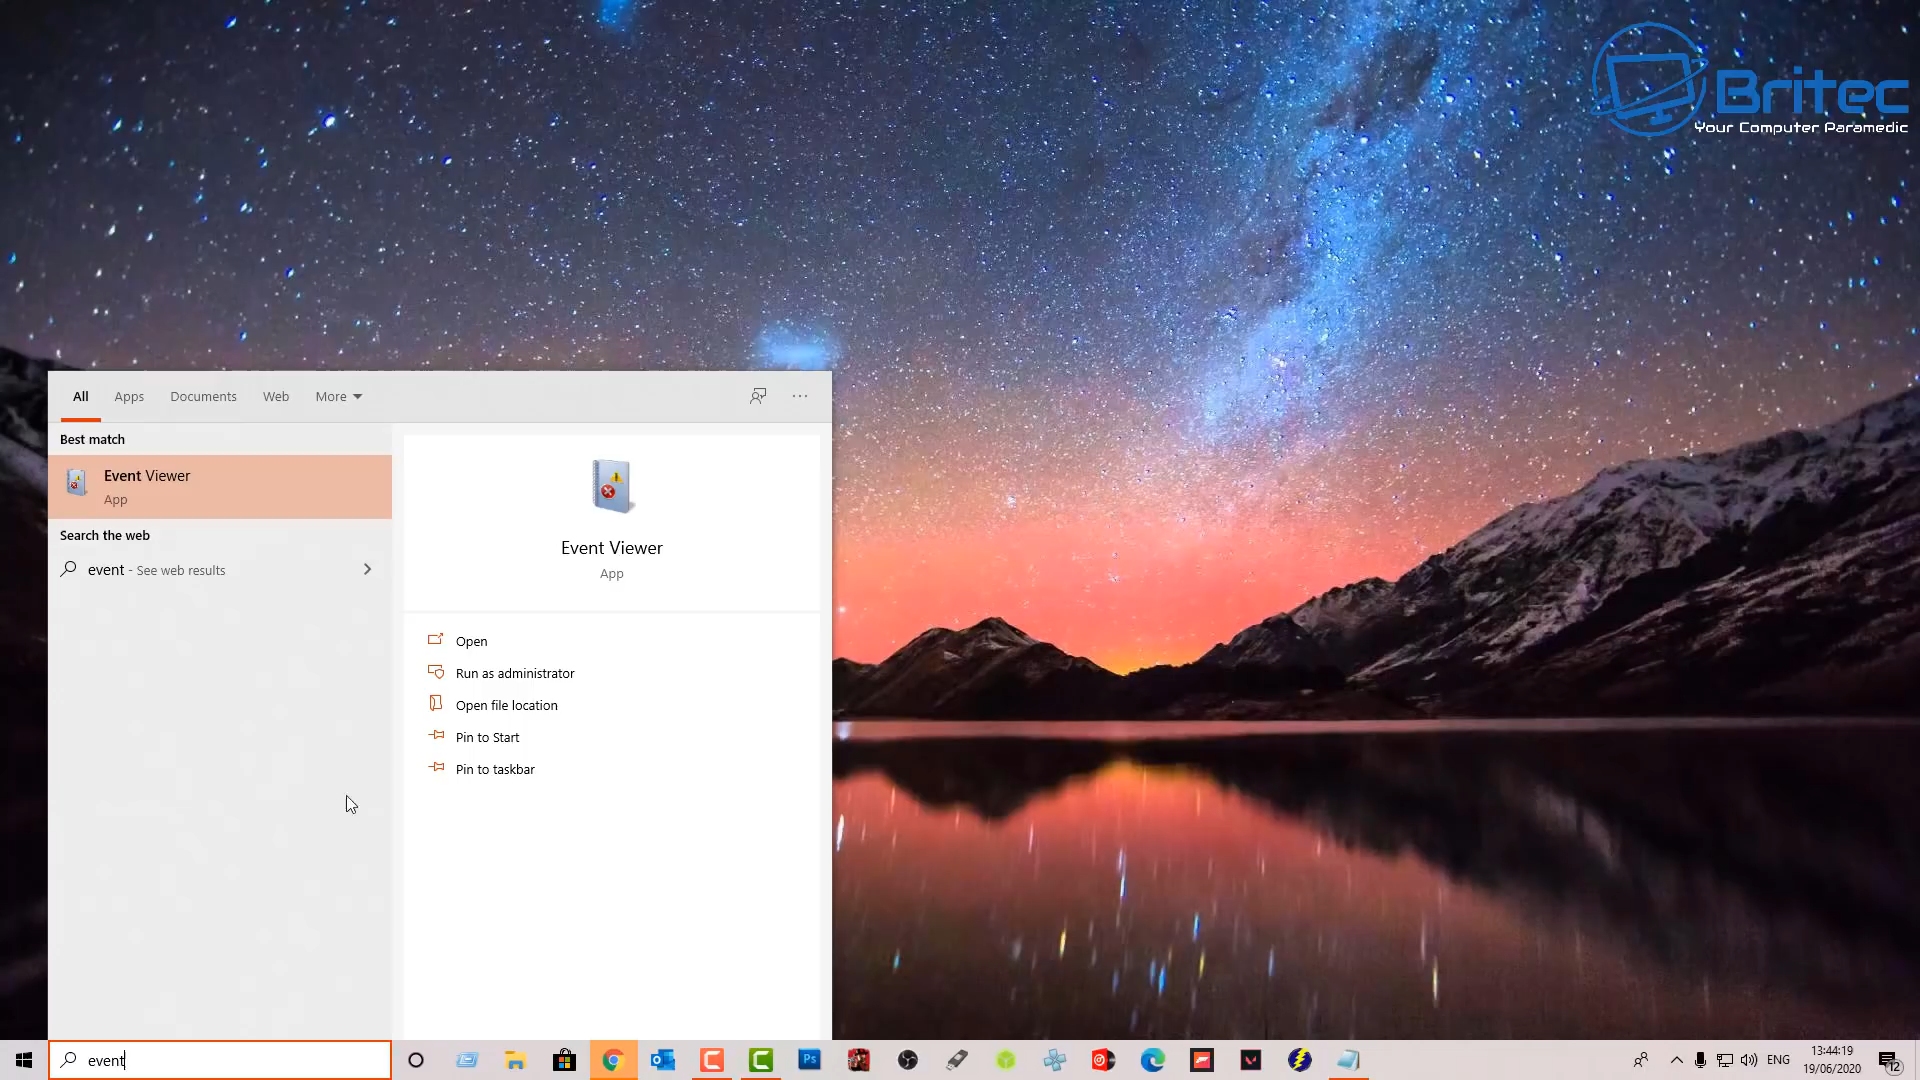 Britec
Your Computer Paramedic
All
Apps
Documents
Web
More
Best match
Event Viewer
App
Search the web
event - See web results
Event Viewer
App
Open
Run as administrator
Open file location
Pin to Start
Pin to taskbar
event
Ps
ENG
13:44:19
19/06/2020
12